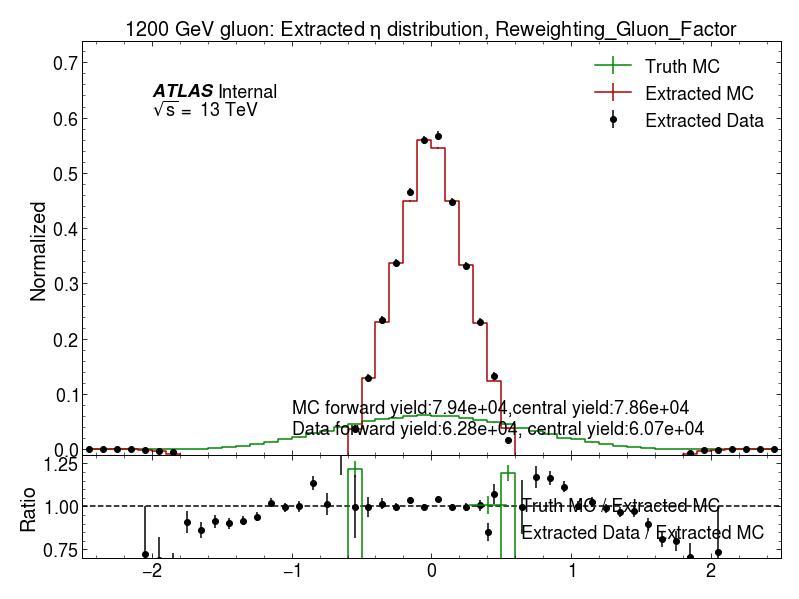 1200 GeV gluon: Extracted η distribution, Reweighting_Gluon_Factor
0.7
0.6
0.5
0.4
0.3
0.2
0.1
0.0
Normalized
ATLAS Internal
√s = 13 TeV
Truth MC
Extracted MC
Extracted Data
MC forward yield:7.94e+04,central yield:7.86e+04
Data forward yield:6.28e+04, central yield:6.07e+04
1.25
1.00
0.75
Ratio
Truth MC / Extracted MC
Extracted Data / Extracted MC
−2
−1
0
1
2